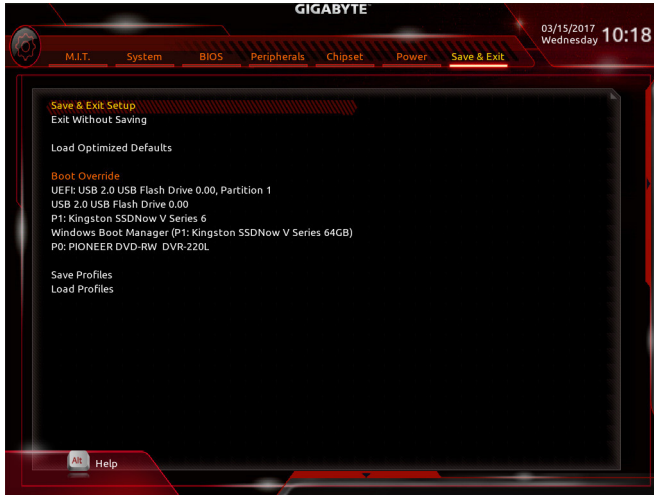 GIGABYTE
03/15/2017
Wednesday 10:18
M.I.T. System BIOS Peripherals Chipset Power Save & Exit
Save & Exit Setup
Exit Without Saving
Load Optimized Defaults
Boot Override
UEFI: USB 2.0 USB Flash Drive 0.00, Partition 1
USB 2.0 USB Flash Drive 0.00
P1: Kingston SSDNow V Series 6
Windows Boot Manager (P1: Kingston SSDNow V Series 64GB)
P0: PIONEER DVD-RW DVR-220L
Save Profiles
Load Profiles
Alt Help